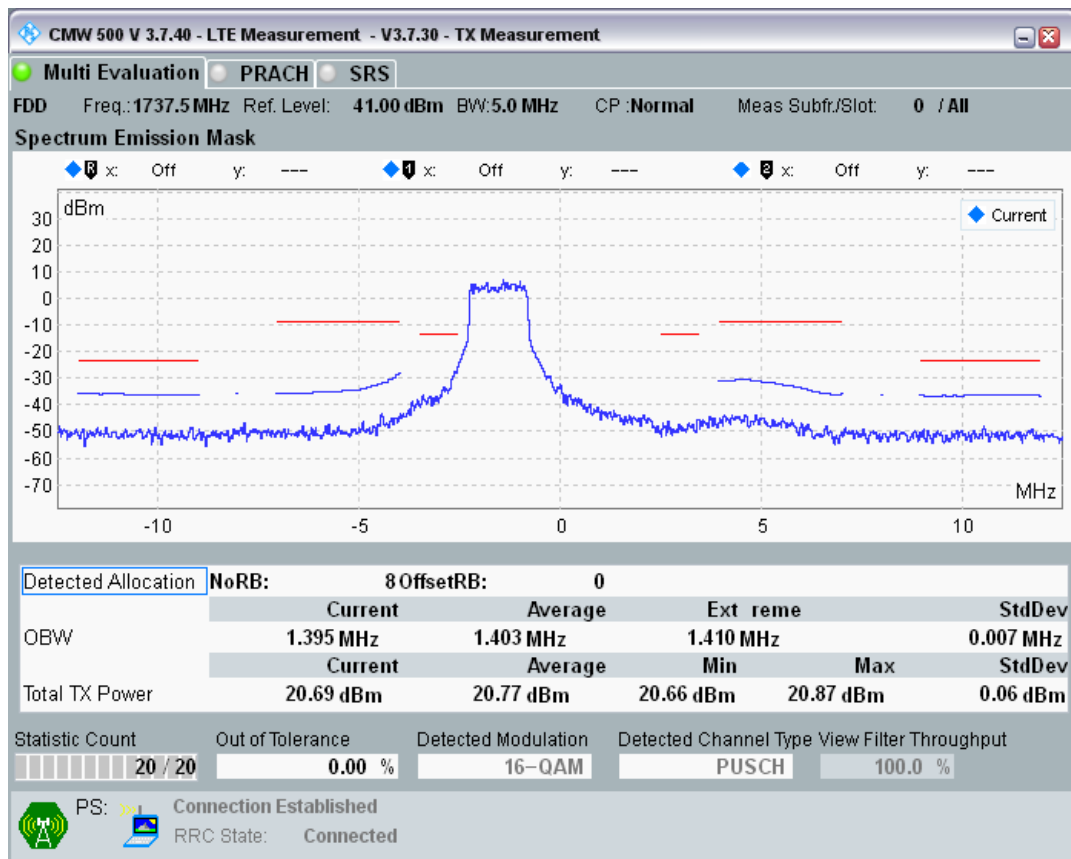 CMW 500 V 3.7.40 - LTE Measurement - V3.7.30 - TX Measurement
Multi Evaluation PRACH SRS
FDD Freq.:1737.5 MHz Ref. Level: 41.00 dBm BW:5.0 MHz CP :Normal Meas Subfr./Slot: 0 / All
Spectrum Emission Mask
R x: Off y: --- 1 x: Off y: --- 2 x: Off y: ---
dBm
Current
30
20
10
0
-10
-20
-30
-40
-50
-60
-70
MHz
-10 -5 0 5 10
Detected Allocation NoRB: 8 OffsetRB: 0
Current Average Ext reme StdDev
OBW 1.395 MHz 1.403 MHz 1.410 MHz 0.007 MHz
Current Average Min Max StdDev
Total TX Power 20.69 dBm 20.77 dBm 20.66 dBm 20.87 dBm 0.06 dBm
Statistic Count Out of Tolerance Detected Modulation Detected Channel Type View Filter Throughput
20 / 20 0.00 % 16-QAM PUSCH 100.0 %
PS: Connection Established
RRC State: Connected